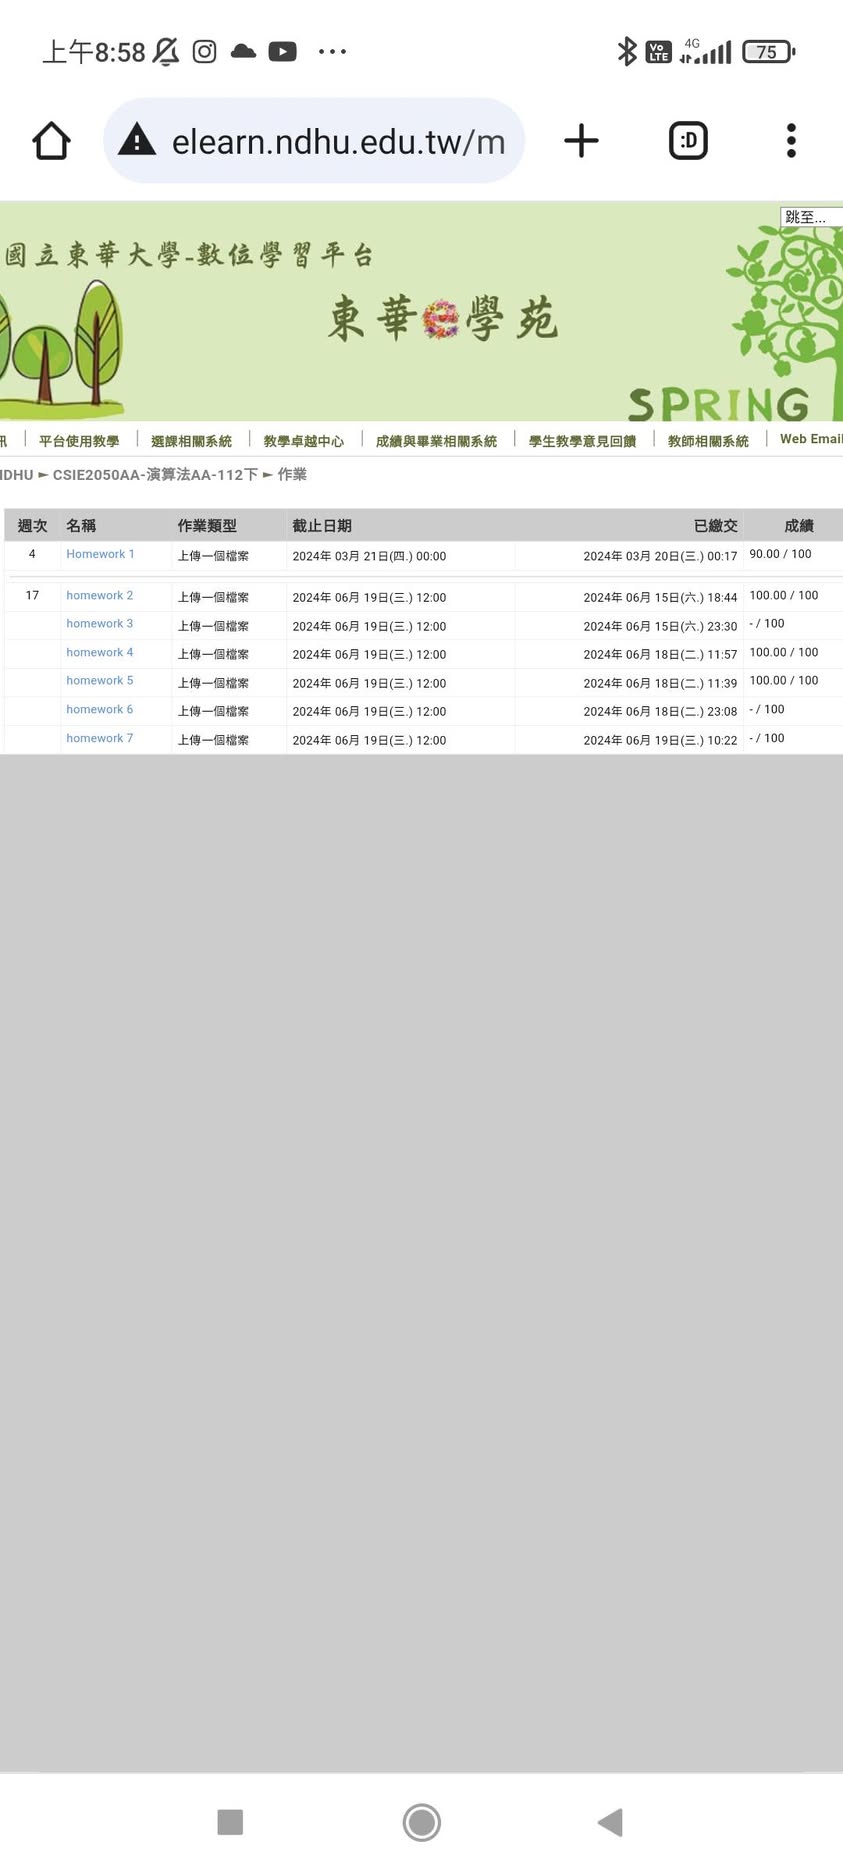 上午8:58
Vo LTE 4G 75
elearn.ndhu.edu.tw/m
:D
跳至...
國立東華大學-數位學習平台
東華e學苑
SPRING
訊 平台使用教學 選課相關系統 教學卓越中心 成績與畢業相關系統 學生教學意見回饋 教師相關系統 Web Email
NDHU ► CSIE2050AA-演算法AA-112下 ► 作業
週次 名稱 作業類型 截止日期 已繳交 成績
4 Homework 1 上傳一個檔案 2024年 03月 21日(四.) 00:00 2024年 03月 20日(三.) 00:17 90.00 / 100
17 homework 2 上傳一個檔案 2024年 06月 19日(三.) 12:00 2024年 06月 15日(六.) 18:44 100.00 / 100
homework 3 上傳一個檔案 2024年 06月 19日(三.) 12:00 2024年 06月 15日(六.) 23:30 - / 100
homework 4 上傳一個檔案 2024年 06月 19日(三.) 12:00 2024年 06月 18日(二.) 11:57 100.00 / 100
homework 5 上傳一個檔案 2024年 06月 19日(三.) 12:00 2024年 06月 18日(二.) 11:39 100.00 / 100
homework 6 上傳一個檔案 2024年 06月 19日(三.) 12:00 2024年 06月 18日(二.) 23:08 - / 100
homework 7 上傳一個檔案 2024年 06月 19日(三.) 12:00 2024年 06月 19日(三.) 10:22 - / 100